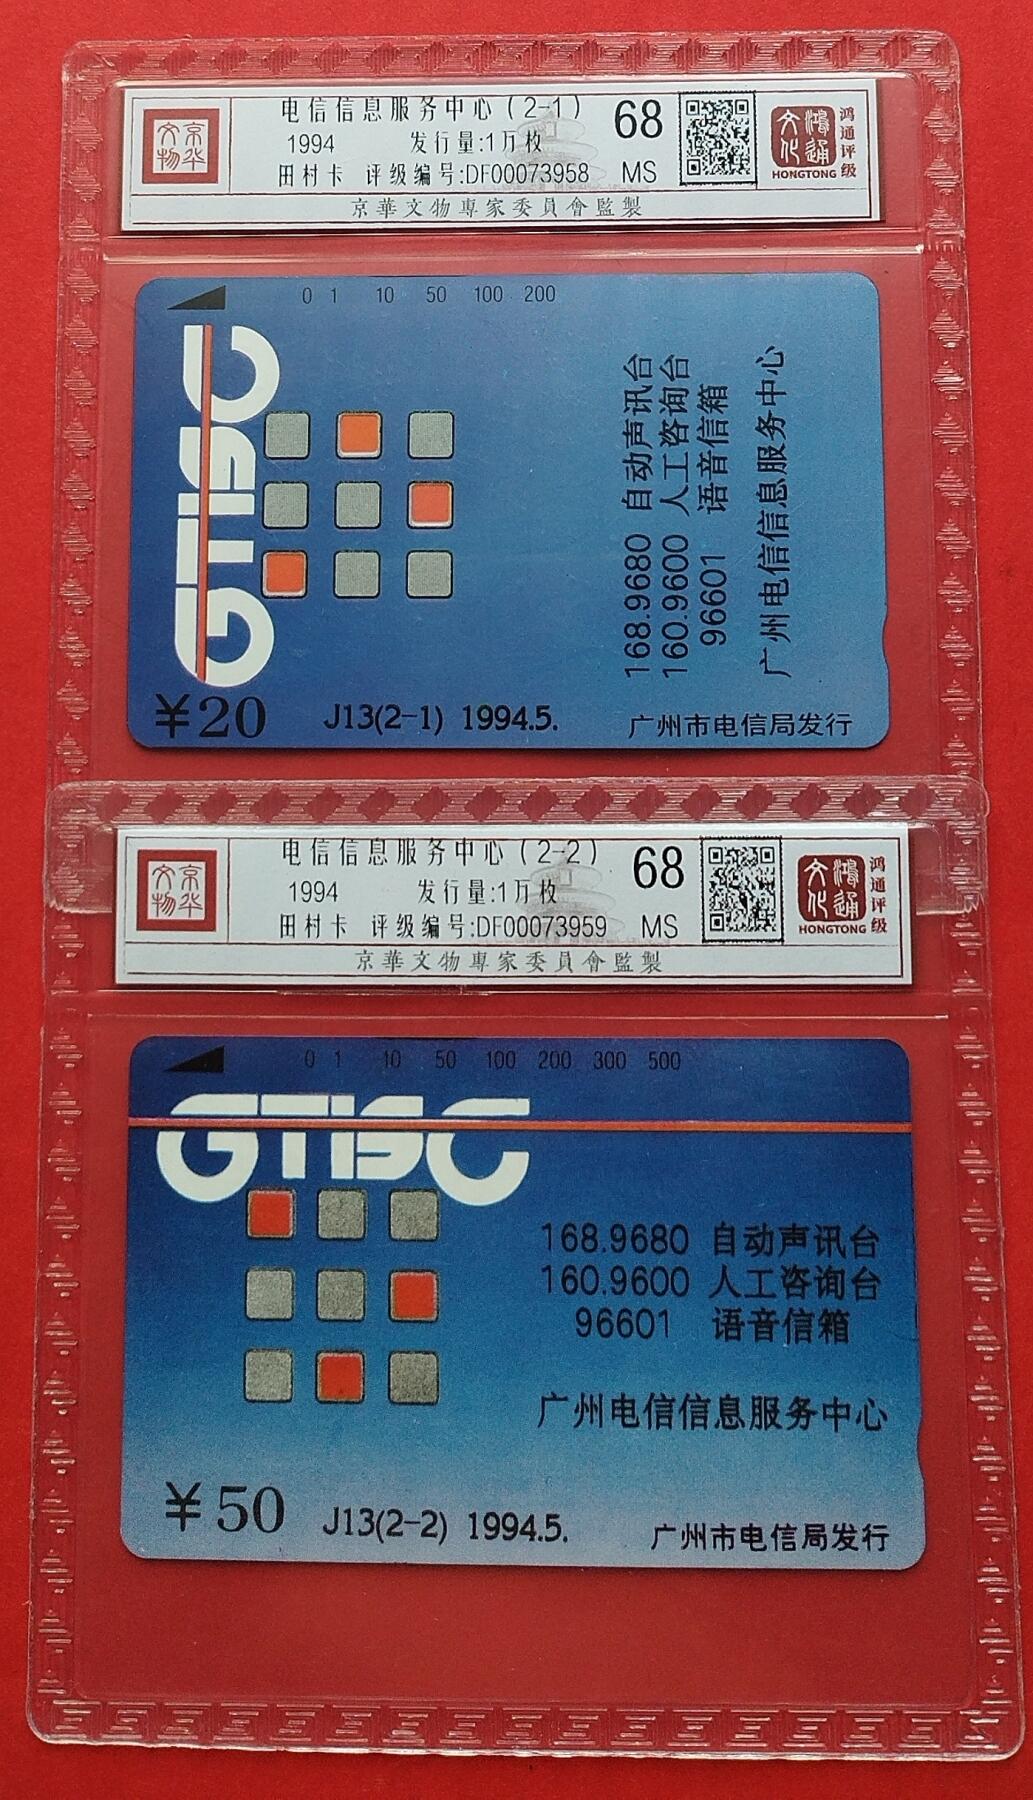 京华
文物
电信信息服务中心(2-1)
1994 发行量:1万枚
田村卡 评级编号:DF00073958
68
MS
京華文物專家委員會監製
鸿通
文化
HONGTONG
鸿通评级
0 1 10 50 100 200
GTISC
168.9680 自动声讯台
160.9600 人工咨询台
96601 语音信箱
广州电信信息服务中心
¥20
J13(2-1) 1994.5.
广州市电信局发行
京华
文物
电信信息服务中心(2-2)
1994 发行量:1万枚
田村卡 评级编号:DF00073959
68
MS
京華文物專家委員會監製
鸿通
文化
HONGTONG
鸿通评级
0 1 10 50 100 200 300 500
GTISC
168.9680 自动声讯台
160.9600 人工咨询台
96601 语音信箱
广州电信信息服务中心
¥50
J13(2-2) 1994.5.
广州市电信局发行